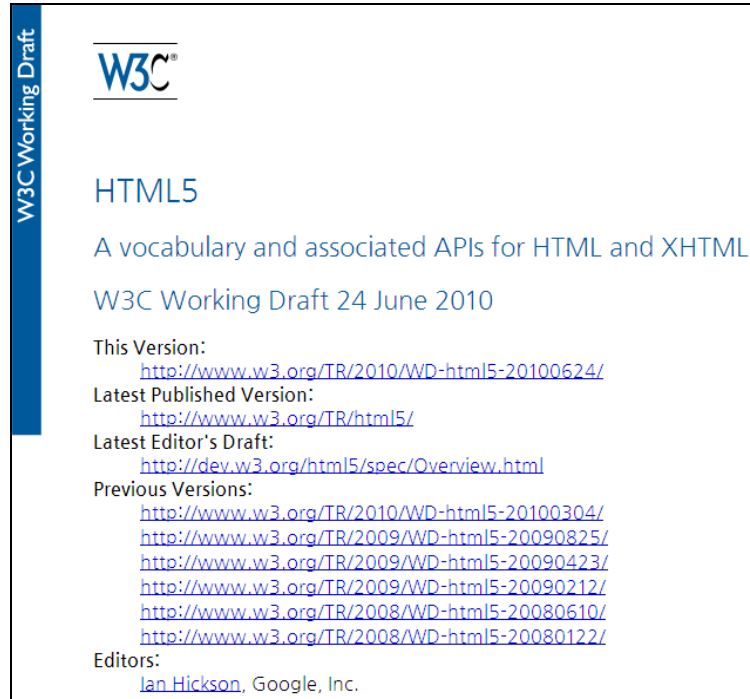 W3C Working Draft
W3C®
HTML5
A vocabulary and associated APIs for HTML and XHTML
W3C Working Draft 24 June 2010
This Version:
http://www.w3.org/TR/2010/WD-html5-20100624/
Latest Published Version:
http://www.w3.org/TR/html5/
Latest Editor's Draft:
http://dev.w3.org/html5/spec/Overview.html
Previous Versions:
http://www.w3.org/TR/2010/WD-html5-20100304/
http://www.w3.org/TR/2009/WD-html5-20090825/
http://www.w3.org/TR/2009/WD-html5-20090423/
http://www.w3.org/TR/2009/WD-html5-20090212/
http://www.w3.org/TR/2008/WD-html5-20080610/
http://www.w3.org/TR/2008/WD-html5-20080122/
Editors:
Ian Hickson, Google, Inc.